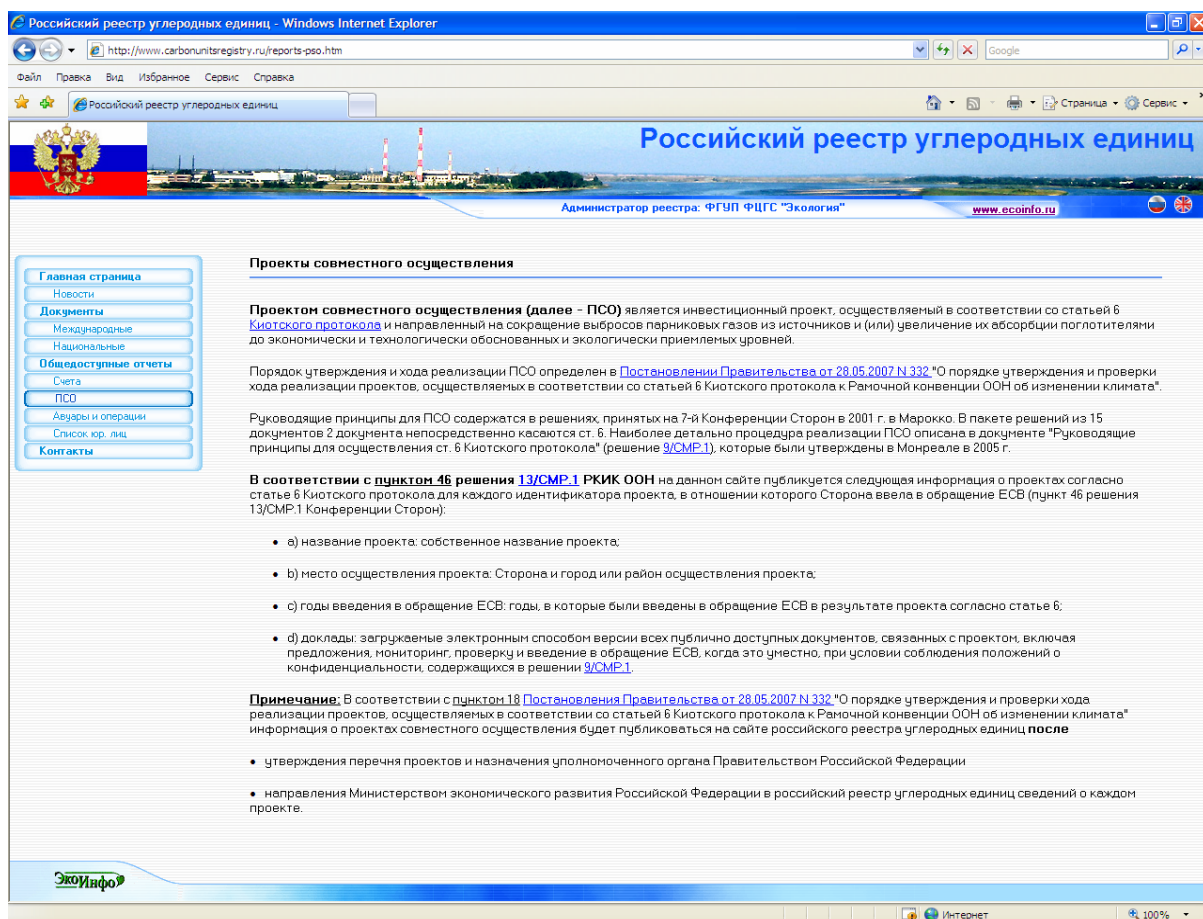 Российский реестр углеродных единиц - Windows Internet Explorer
http://www.carbonunitsregistry.ru/reports-pso.htm
Google
Файл Правка Вид Избранное Сервис Справка
Российский реестр углеродных единиц
Страница
Сервис
Российский реестр углеродных единиц
Администратор реестра: ФГУП ФЦГС "Экология"
www.ecoinfo.ru
Главная страница
Новости
Документы
Международные
Национальные
Общедоступные отчеты
Счета
ПСО
Авуары и операции
Список юр. лиц
Контакты
Проекты совместного осуществления
Проектом совместного осуществления (далее - ПСО) является инвестиционный проект, осуществляемый в соответствии со статьей 6
Киотского протокола и направленный на сокращение выбросов парниковых газов из источников и (или) увеличение их абсорбции поглотителями
до экономически и технологически обоснованных и экологически приемлемых уровней.
Порядок утверждения и хода реализации ПСО определен в Постановлении Правительства от 28.05.2007 N 332 "О порядке утверждения и проверки
хода реализации проектов, осуществляемых в соответствии со статьей 6 Киотского протокола к Рамочной конвенции ООН об изменении климата".
Руководящие принципы для ПСО содержатся в решениях, принятых на 7-й Конференции Сторон в 2001 г. в Марокко. В пакете решений из 15
документов 2 документа непосредственно касаются ст. 6. Наиболее детально процедура реализации ПСО описана в документе "Руководящие
принципы для осуществления ст. 6 Киотского протокола" (решение 9/CMP.1), которые были утверждены в Монреале в 2005 г.
В соответствии с пунктом 46 решения 13/CMP.1 РКИК ООН на данном сайте публикуется следующая информация о проектах согласно
статье 6 Киотского протокола для каждого идентификатора проекта, в отношении которого Сторона ввела в обращение ЕСВ (пункт 46 решения
13/CMP.1 Конференции Сторон):
• a) название проекта: собственное название проекта;
• b) место осуществления проекта: Сторона и город или район осуществления проекта;
• c) годы введения в обращение ЕСВ: годы, в которые были введены в обращение ЕСВ в результате проекта согласно статье 6;
• d) доклады: загружаемые электронным способом версии всех публично доступных документов, связанных с проектом, включая
предложения, мониторинг, проверку и введение в обращение ЕСВ, когда это уместно, при условии соблюдения положений о
конфиденциальности, содержащихся в решении 9/CMP.1.
Примечание: В соответствии с пунктом 18 Постановления Правительства от 28.05.2007 N 332 "О порядке утверждения и проверки хода
реализации проектов, осуществляемых в соответствии со статьей 6 Киотского протокола к Рамочной конвенции ООН об изменении климата"
информация о проектах совместного осуществления будет публиковаться на сайте российского реестра углеродных единиц после
• утверждения перечня проектов и назначения уполномоченного органа Правительством Российской Федерации
• направления Министерством экономического развития Российской Федерации в российский реестр углеродных единиц сведений о каждом
проекте.
ЭкоИнфо
Интернет
100%